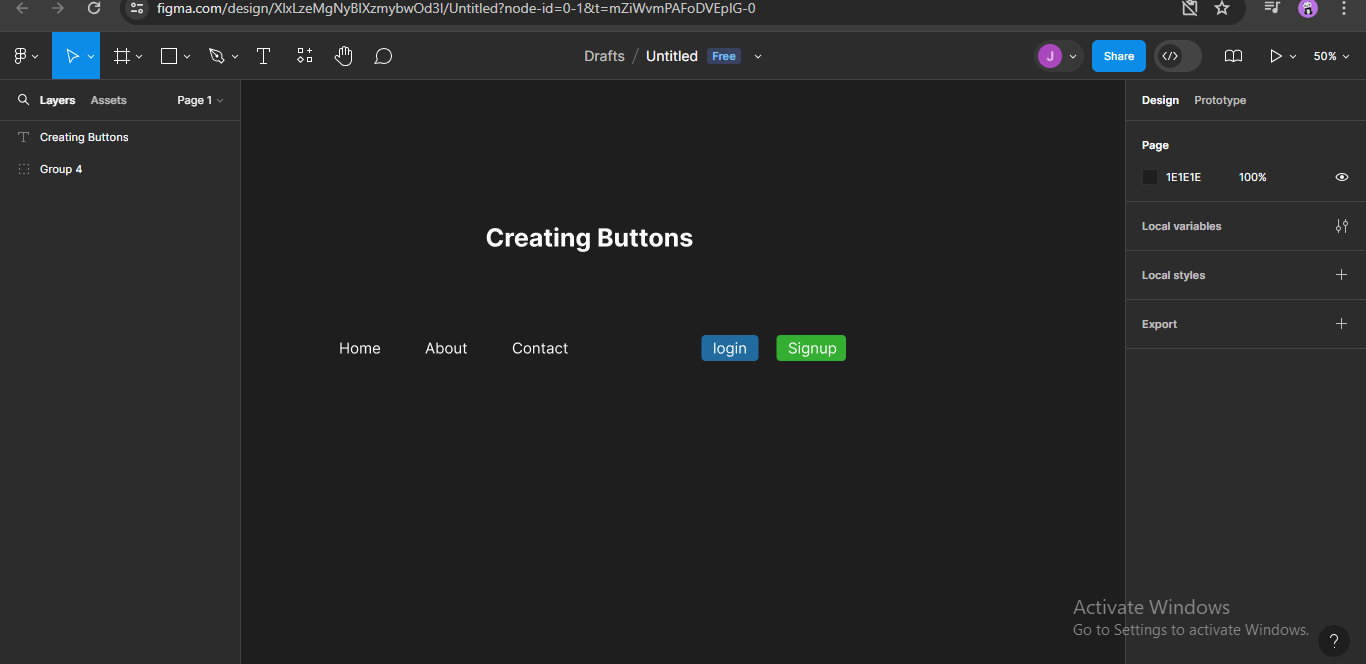 figma.com/design/XIxLzeMgNyBIXzmybwOd3I/Untitled?node-id=0-1&t=mZiWvmPAFoDVEpIG-0
Drafts / Untitled Free
J
Share
50%
Layers Assets Page 1
Design Prototype
Creating Buttons
Group 4
Page
1E1E1E 100%
Local variables
Local styles
Export
Creating Buttons
Home About Contact login Signup
Activate Windows
Go to Settings to activate Windows.
?